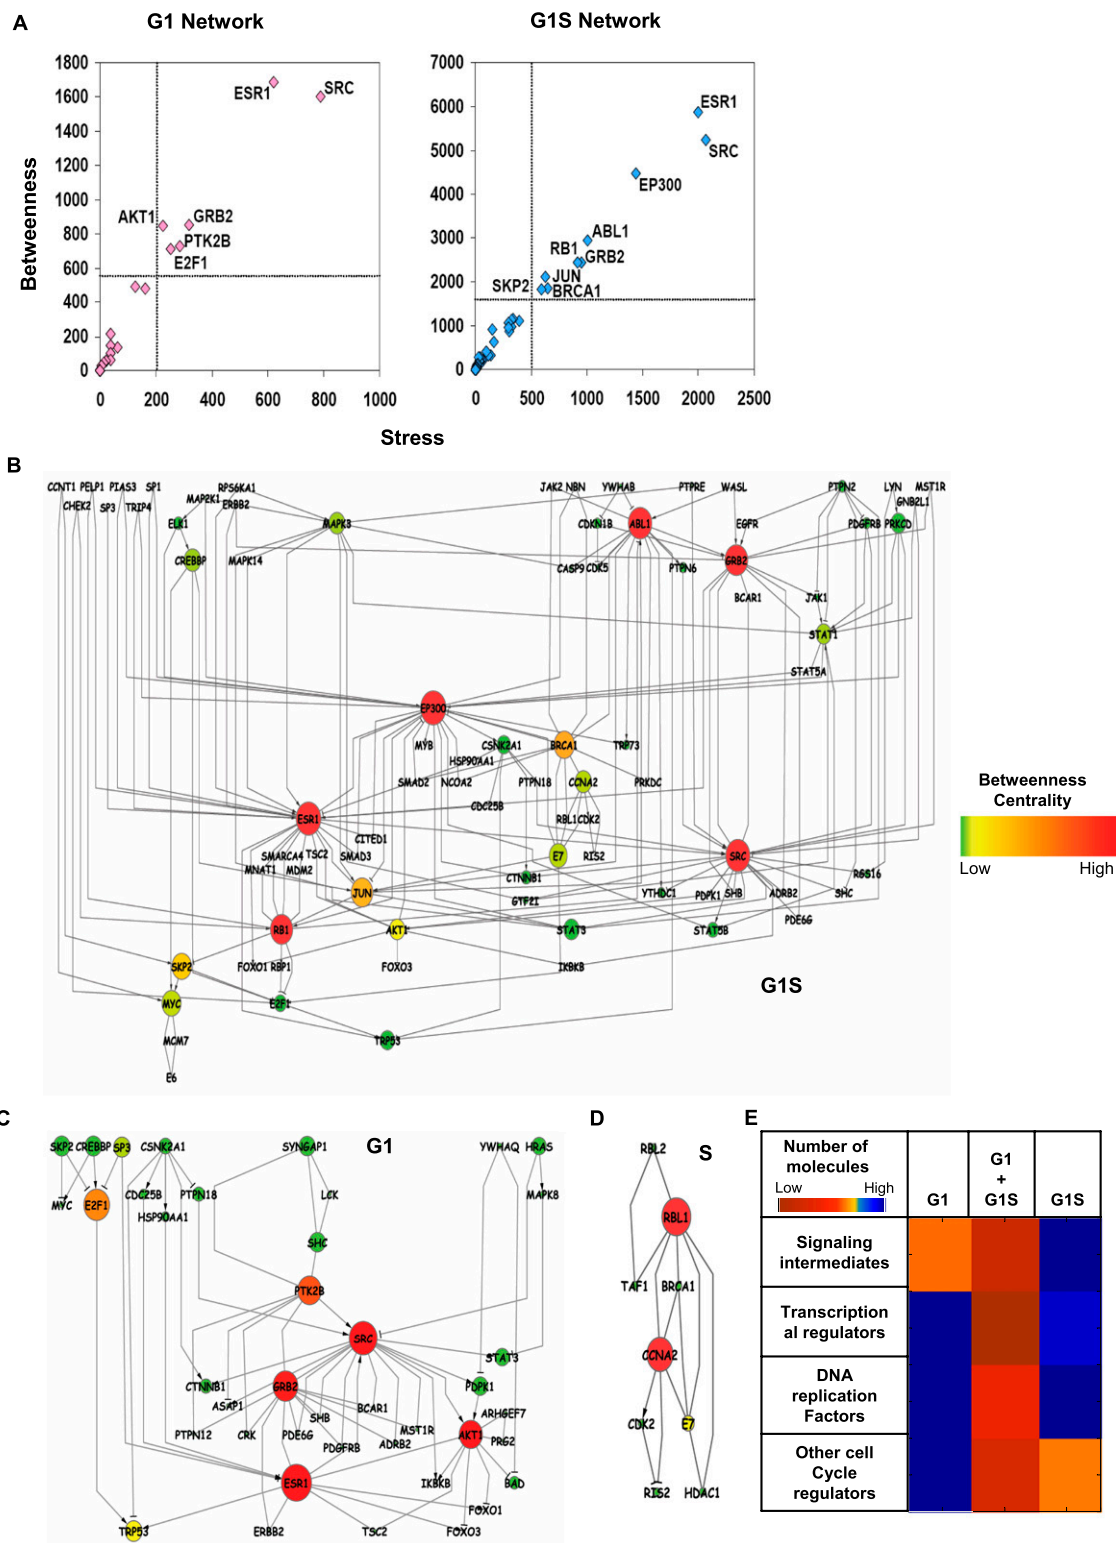 A
G1 Network
G1S Network
Betweenness
1800
1600
1400
1200
1000
800
600
400
200
0
0 200 400 600 800 1000
ESR1
SRC
AKT1
GRB2
PTK2B
E2F1
7000
6000
5000
4000
3000
2000
1000
0
0 500 1000 1500 2000 2500
ESR1
SRC
EP300
ABL1
RB1
GRB2
JUN
SKP2
BRCA1
Stress
B
CCNT1 PELP1 PIAS3 SP1 RPS6KA1 JAK2 NBN YWHAB PTPRE WASL PTPN2 LYN MST1R
CHEK2 SP3 TRIP4 MAP2K1 ERBB2 GNB2L1
ELK1 MAPK3 CDKN1B ABL1 EGFR PDGFRB PRKCD
CREBBP MAPK14 CASP9 CDK5 PTPN6 GRB2
BCAR1 JAK1
STAT1
STAT5A
EP300
MYB CSNK2A1 BRCA1 TRP73
HSP90AA1
SMAD2 NCOA2 PTPN18 CCNA2 PRKDC
CDC25B
ESR1 RBL1 CDK2
CITED1
SMARCA4 TSC2 SMAD3 E7 RIS2 SRC
MNAT1 MDM2 CTNNB1 RGS16
JUN GTF2I YTHDC1 PDPK1 SHB ADRB2 SHC
PDE6G
RB1 AKT1 STAT3 STAT5B
SKP2 FOXO1 RBP1 FOXO3 IKBKB
G1S
MYC E2F1
MCM7 TRP53
E6
Betweenness
Centrality
Low High
C
G1
SKP2 CREBBP SP3 CSNK2A1 SYNGAP1 YWHAQ HRAS
MYC E2F1 CDC25B PTPN18 LCK MAPK8
HSP90AA1
SHC
PTK2B
SRC
STAT3
CTNNB1 GRB2 PDPK1
ASAP1 BCAR1 ARHGEF7
SHB
PTPN12 CRK PDE6G MST1R AKT1 PRG2
PDGFRB ADRB2
ESR1 IKBKB BAD
FOXO1
TRP53 ERBB2 TSC2 FOXO3
D
S
RBL2
RBL1
TAF1 BRCA1
CCNA2
CDK2 E7
RIS2 HDAC1
E
Number of
molecules
Low High
G1
G1
+
G1S
G1S
Signaling
intermediates
Transcription
al regulators
DNA
replication
Factors
Other cell
Cycle
regulators